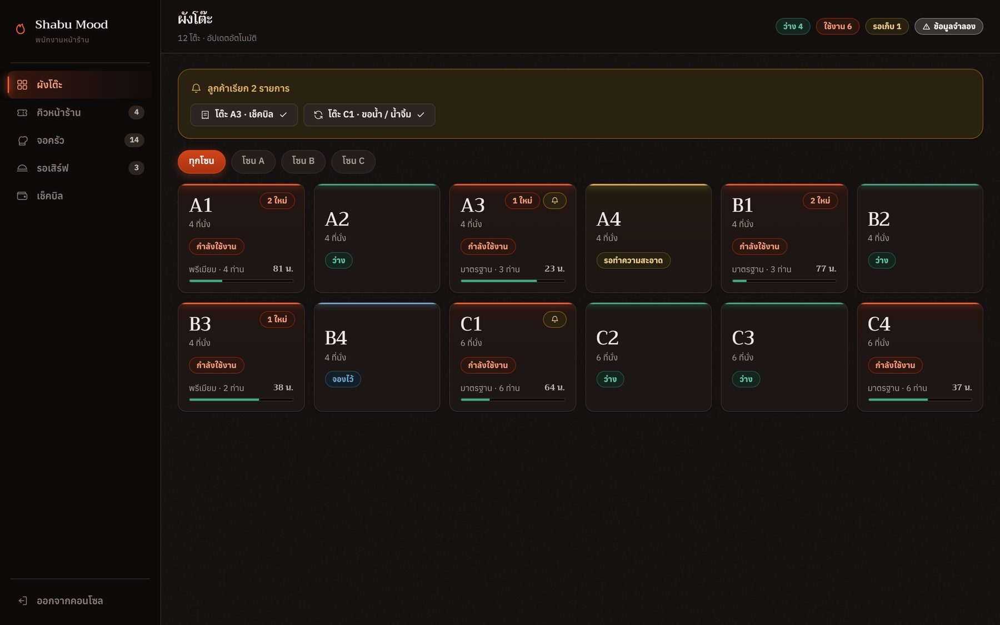 Shabu Mood
พนักงานหน้าร้าน
ผังโต๊ะ
คิวหน้าร้าน 4
จอครัว 14
รอเสิร์ฟ 3
เช็คบิล
ออกจากคอนโซล
ผังโต๊ะ
12 โต๊ะ · อัปเดตอัตโนมัติ
ว่าง 4 ใช้งาน 6 รอเก็บ 1 ข้อมูลจำลอง
ลูกค้าเรียก 2 รายการ
โต๊ะ A3 · เช็คบิล โต๊ะ C1 · ขอน้ำ / น้ำจิ้ม
ทุกโซน โซน A โซน B โซน C
A1 2 ใหม่
4 ที่นั่ง
กำลังใช้งาน
พรีเมียม · 4 ท่าน 81 น.
A2
4 ที่นั่ง
ว่าง
A3 1 ใหม่
4 ที่นั่ง
กำลังใช้งาน
มาตรฐาน · 3 ท่าน 23 น.
A4
4 ที่นั่ง
รอทำความสะอาด
B1 2 ใหม่
4 ที่นั่ง
กำลังใช้งาน
มาตรฐาน · 3 ท่าน 77 น.
B2
4 ที่นั่ง
ว่าง
B3 1 ใหม่
4 ที่นั่ง
กำลังใช้งาน
พรีเมียม · 2 ท่าน 38 น.
B4
4 ที่นั่ง
จองไว้
C1
6 ที่นั่ง
กำลังใช้งาน
มาตรฐาน · 6 ท่าน 64 น.
C2
6 ที่นั่ง
ว่าง
C3
6 ที่นั่ง
ว่าง
C4
6 ที่นั่ง
กำลังใช้งาน
มาตรฐาน · 6 ท่าน 37 น.